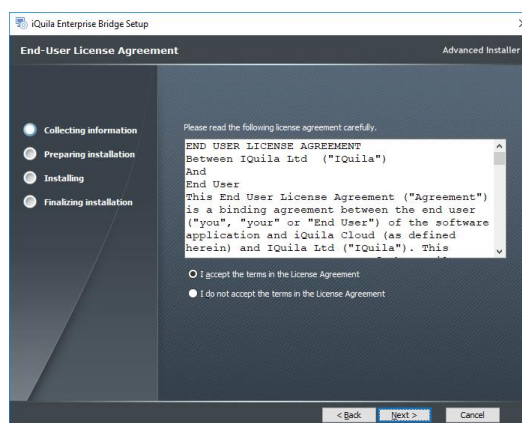 iQuila Enterprise Bridge Setup
End-User License Agreement
Advanced Installer
Collecting information
Preparing installation
Installing
Finalizing installation
Please read the following license agreement carefully.
END USER LICENSE AGREEMENT
Between IQuila Ltd ("IQuila")
And
End User
This End User License Agreement ("Agreement")
is a binding agreement between the end user
("you", "your" or "End User") of the software
application and iQuila Cloud (as defined
herein) and IQuila Ltd ("IQuila"). This
I accept the terms in the License Agreement
I do not accept the terms in the License Agreement
< Back
Next >
Cancel